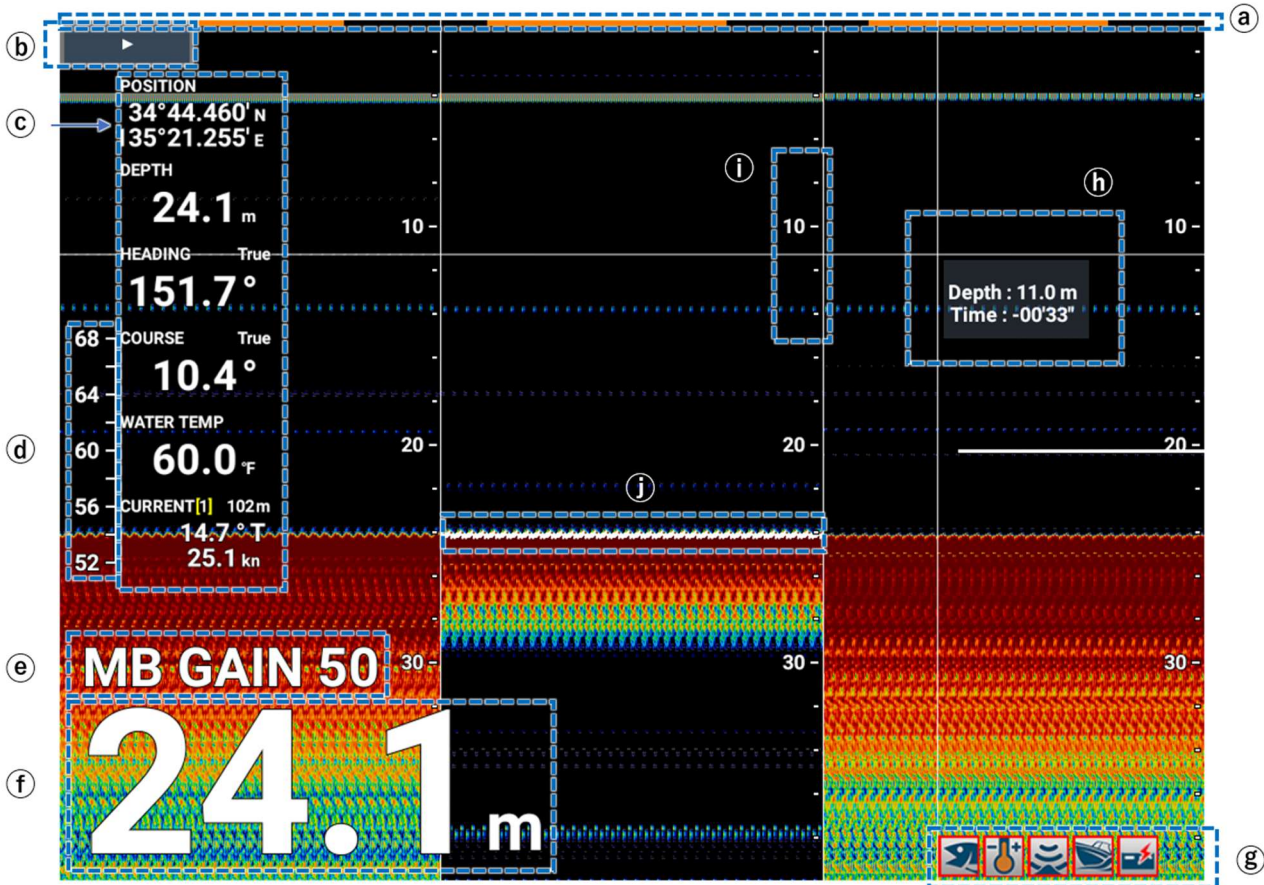 ⓐ
ⓑ
ⓒ
POSITION
34°44.460' N
135°21.255' E
DEPTH
24.1 m
HEADING True
151.7°
COURSE True
10.4°
WATER TEMP
60.0 °F
CURRENT[1] 102m
14.7° T
25.1 kn
ⓓ
68
64
60
56
52
ⓔ
MB GAIN 50
ⓕ
24.1 m
10
20
30
ⓘ
10
20
30
ⓙ
ⓗ
10
Depth : 11.0 m
Time : -00'33"
20
30
ⓖ